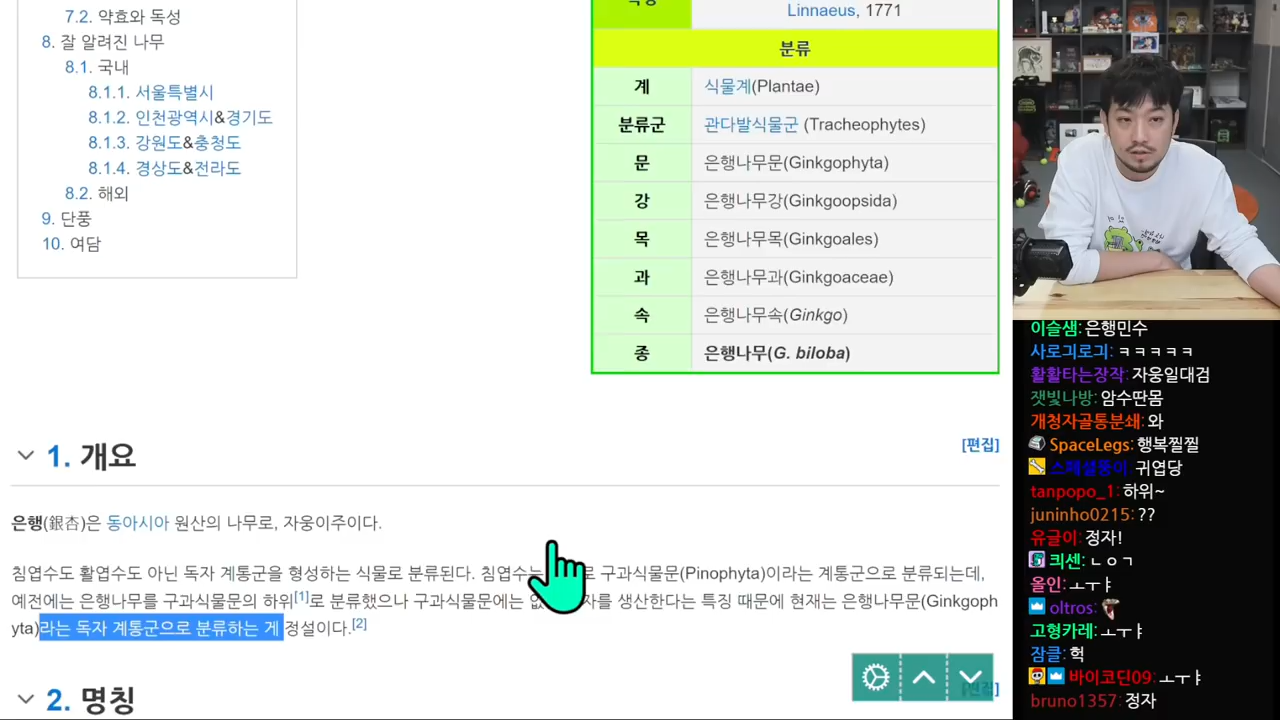 7.2. 약효와 독성
8. 잘 알려진 나무
8.1. 국내
8.1.1. 서울특별시
8.1.2. 인천광역시&경기도
8.1.3. 강원도&충청도
8.1.4. 경상도&전라도
8.2. 해외
9. 단풍
10. 여담
Linnaeus, 1771
분류
계 식물계(Plantae)
분류군 관다발식물군 (Tracheophytes)
문 은행나무문(Ginkgophyta)
강 은행나무강(Ginkgoopsida)
목 은행나무목(Ginkgoales)
과 은행나무과(Ginkgoaceae)
속 은행나무속(Ginkgo)
종 은행나무(G. biloba)
1. 개요 [편집]
은행(銀杏)은 동아시아 원산의 나무로, 자웅이주이다.
침엽수도 활엽수도 아닌 독자 계통군을 형성하는 식물로 분류된다. 침엽수는 로 구과식물문(Pinophyta)이라는 계통군으로 분류되는데,
예전에는 은행나무를 구과식물문의 하위[1]로 분류했으나 구과식물문에는 없 자를 생산한다는 특징 때문에 현재는 은행나무문(Ginkgoph
yta)라는 독자 계통군으로 분류하는 게 정설이다.[2]
2. 명칭 [편집]
이슬샘: 은행민수
사로긔로긔: ㅋㅋㅋㅋㅋ
활활타는장작: 자웅일대검
잿빛나방: 암수딴몸
개청자골통분쇄: 와
SpaceLegs: 행복찔찔
스페셜뚱이: 귀엽당
tanpopo_1: 하위~
juninho0215: ??
유글이: 정자!
킈센: ㄴㅇㄱ
올인: ㅗㅜㅑ
oltros:
고형카레: ㅗㅜㅑ
잠클: 헉
바이코딘09: ㅗㅜㅑ
bruno1357: 정자